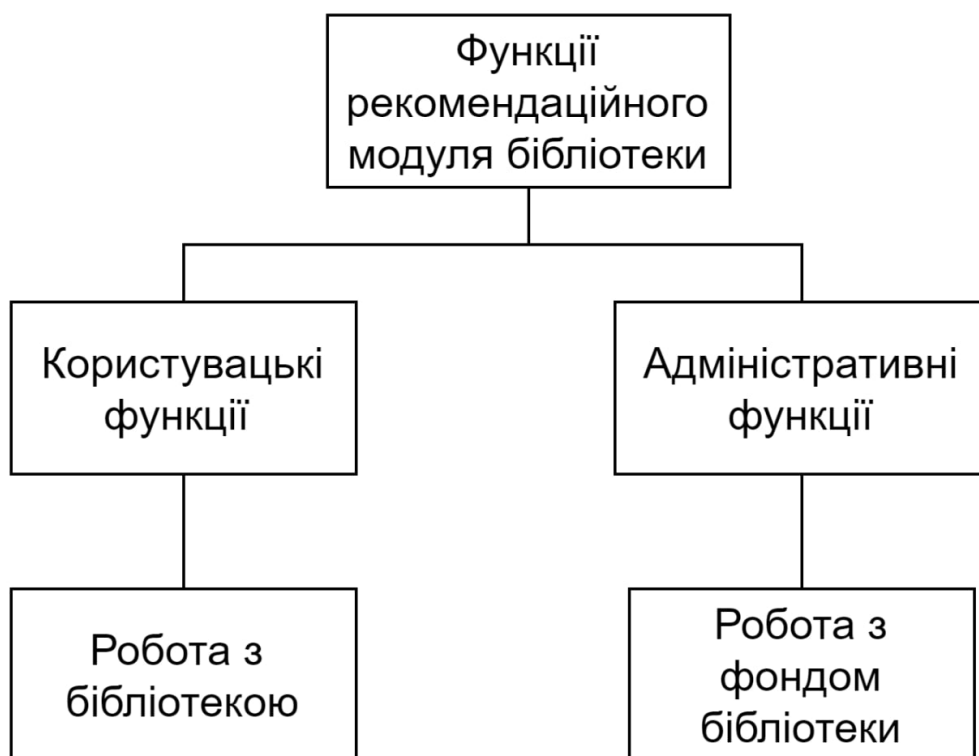 Функції
рекомендаційного
модуля бібліотеки
Користувацькі
функції
Адміністративні
функції
Робота з
бібліотекою
Робота з
фондом
бібліотеки